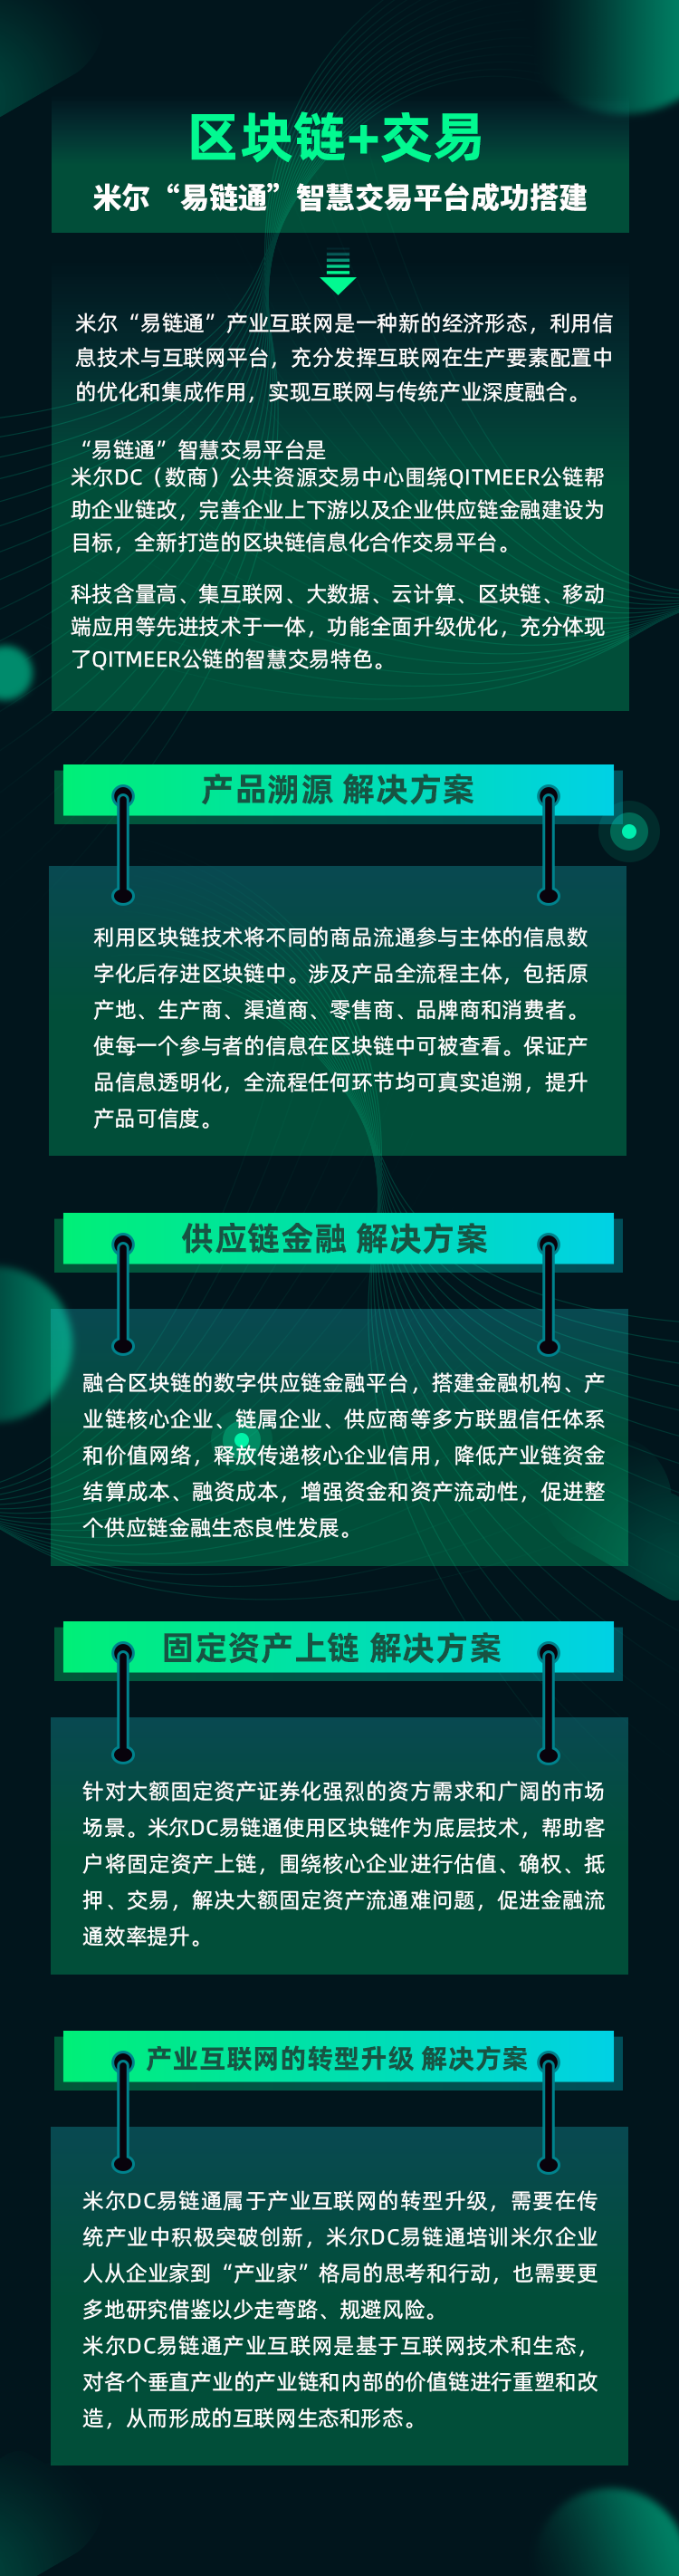 区块链+交易
米尔“易链通”智慧交易平台成功搭建
米尔“易链通”产业互联网是一种新的经济形态，利用信
息技术与互联网平台，充分发挥互联网在生产要素配置中
的优化和集成作用，实现互联网与传统产业深度融合。
“易链通”智慧交易平台是
米尔DC（数商）公共资源交易中心围绕QITMEER公链帮
助企业链改，完善企业上下游以及企业供应链金融建设为
目标，全新打造的区块链信息化合作交易平台。
科技含量高、集互联网、大数据、云计算、区块链、移动
端应用等先进技术于一体，功能全面升级优化，充分体现
了QITMEER公链的智慧交易特色。
产品溯源 解决方案
利用区块链技术将不同的商品流通参与主体的信息数
字化后存进区块链中。涉及产品全流程主体，包括原
产地、生产商、渠道商、零售商、品牌商和消费者。
使每一个参与者的信息在区块链中可被查看。保证产
品信息透明化，全流程任何环节均可真实追溯，提升
产品可信度。
供应链金融 解决方案
融合区块链的数字供应链金融平台，搭建金融机构、产
业链核心企业、链属企业、供应商等多方联盟信任体系
和价值网络，释放传递核心企业信用，降低产业链资金
结算成本、融资成本，增强资金和资产流动性，促进整
个供应链金融生态良性发展。
固定资产上链 解决方案
针对大额固定资产证券化强烈的资方需求和广阔的市场
场景。米尔DC易链通使用区块链作为底层技术，帮助客
户将固定资产上链，围绕核心企业进行估值、确权、抵
押、交易，解决大额固定资产流通难问题，促进金融流
通效率提升。
产业互联网的转型升级 解决方案
米尔DC易链通属于产业互联网的转型升级，需要在传
统产业中积极突破创新，米尔DC易链通培训米尔企业
人从企业家到“产业家”格局的思考和行动，也需要更
多地研究借鉴以少走弯路、规避风险。
米尔DC易链通产业互联网是基于互联网技术和生态，
对各个垂直产业的产业链和内部的价值链进行重塑和改
造，从而形成的互联网生态和形态。